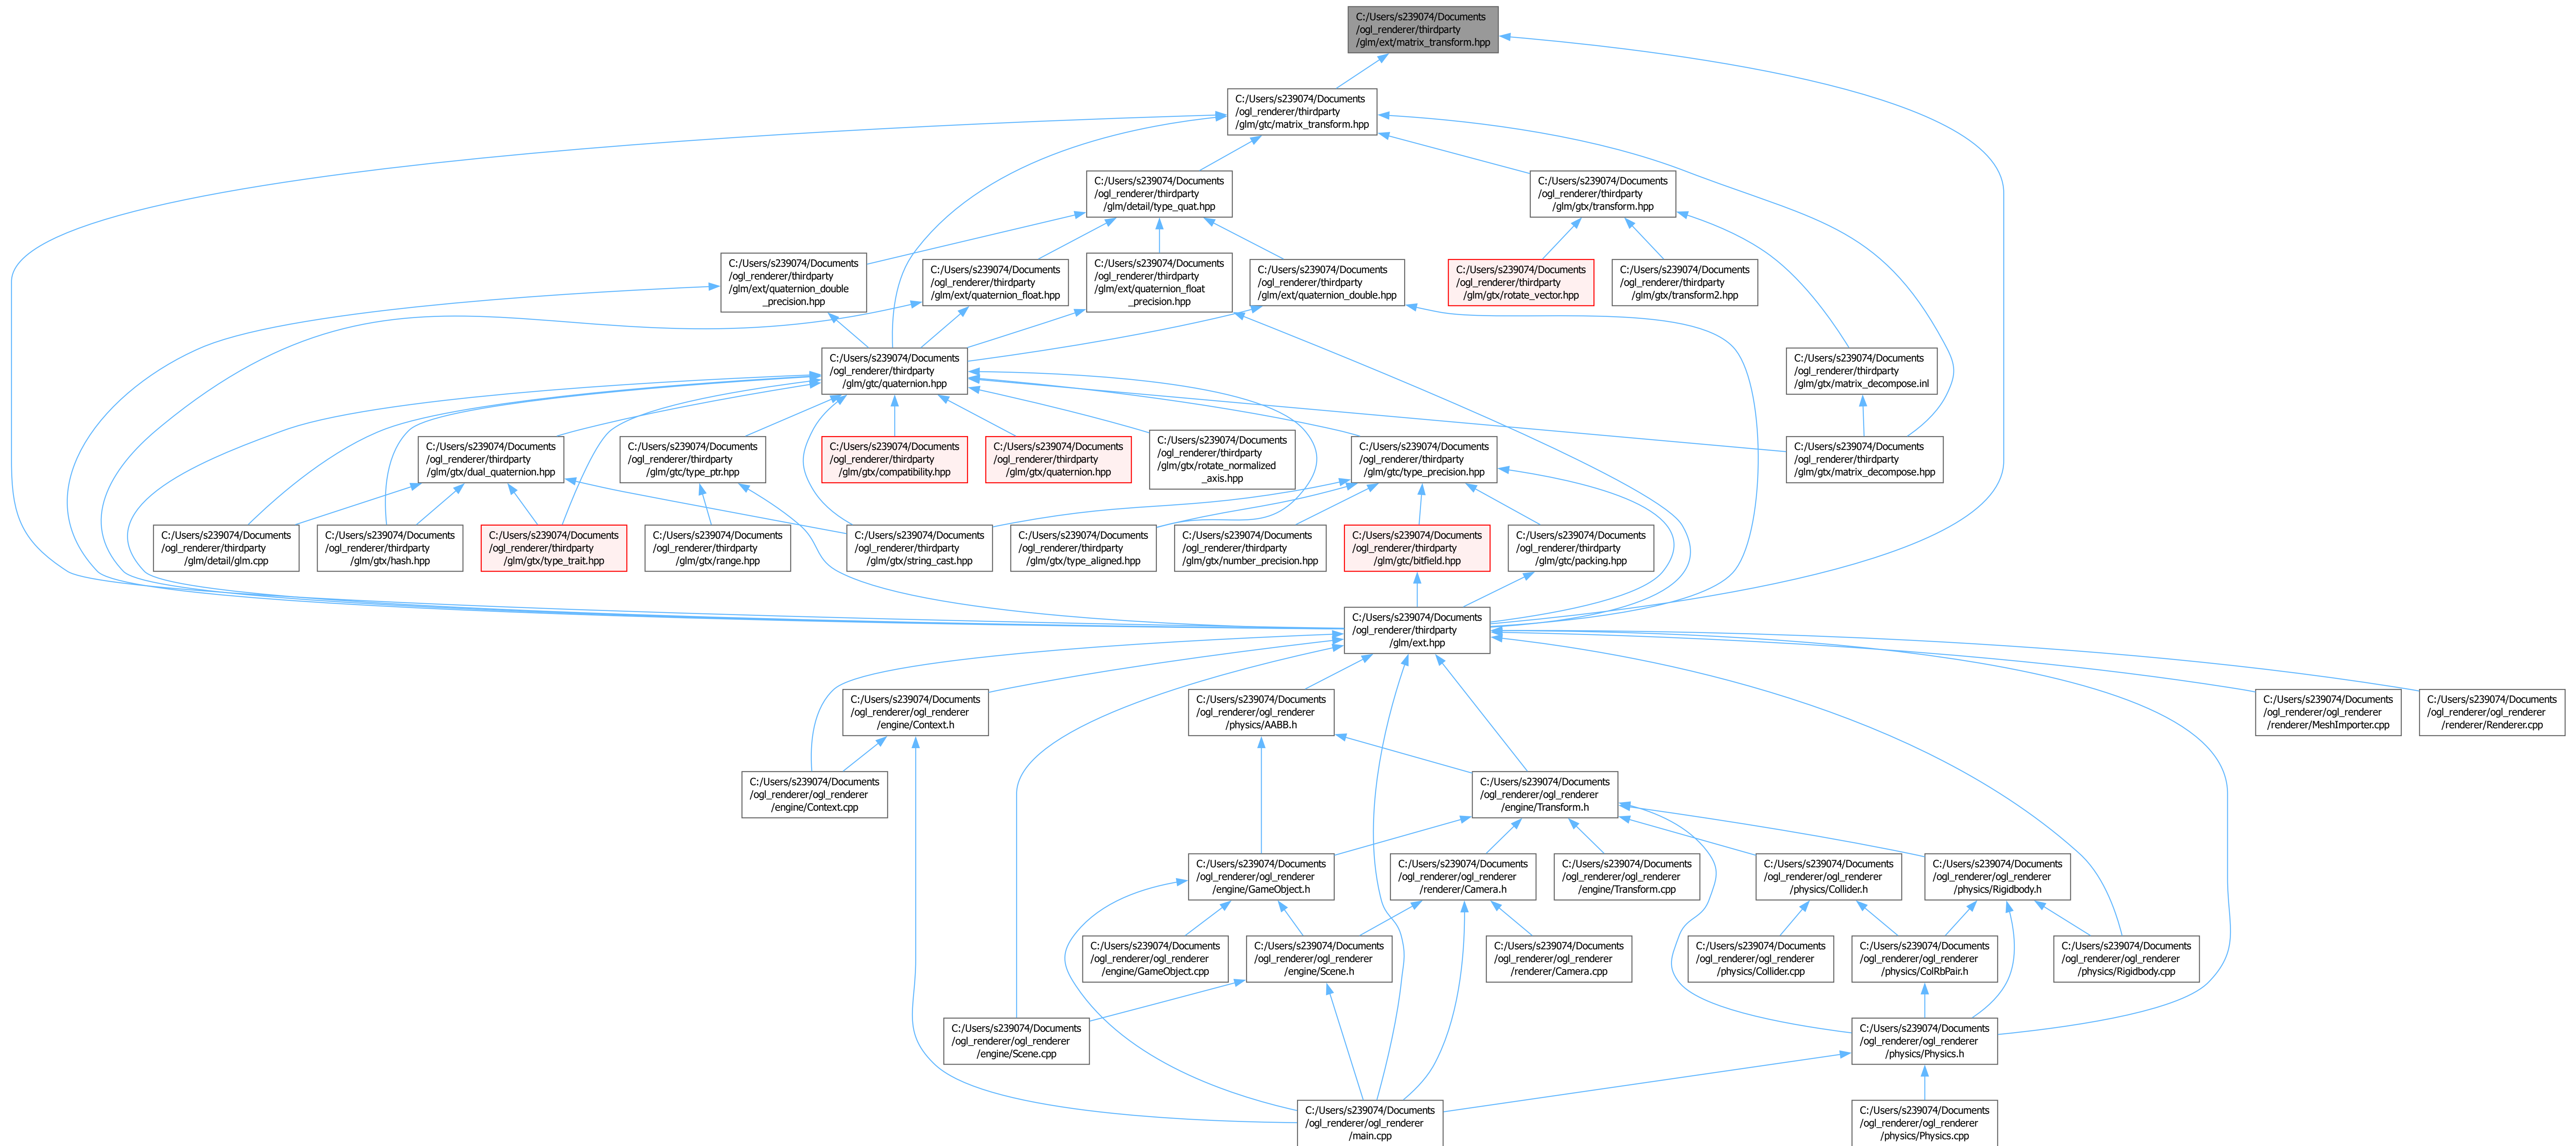 C:/Users/s239074/Documents
/ogl_renderer/thirdparty
/glm/ext/matrix_transform.hpp
C:/Users/s239074/Documents
/ogl_renderer/thirdparty
/glm/gtc/matrix_transform.hpp
C:/Users/s239074/Documents
/ogl_renderer/thirdparty
/glm/detail/type_quat.hpp
C:/Users/s239074/Documents
/ogl_renderer/thirdparty
/glm/gtx/transform.hpp
C:/Users/s239074/Documents
/ogl_renderer/thirdparty
/glm/ext/quaternion_double
_precision.hpp
C:/Users/s239074/Documents
/ogl_renderer/thirdparty
/glm/ext/quaternion_float.hpp
C:/Users/s239074/Documents
/ogl_renderer/thirdparty
/glm/ext/quaternion_float
_precision.hpp
C:/Users/s239074/Documents
/ogl_renderer/thirdparty
/glm/ext/quaternion_double.hpp
C:/Users/s239074/Documents
/ogl_renderer/thirdparty
/glm/gtx/rotate_vector.hpp
C:/Users/s239074/Documents
/ogl_renderer/thirdparty
/glm/gtx/transform2.hpp
C:/Users/s239074/Documents
/ogl_renderer/thirdparty
/glm/gtc/quaternion.hpp
C:/Users/s239074/Documents
/ogl_renderer/thirdparty
/glm/gtx/matrix_decompose.inl
C:/Users/s239074/Documents
/ogl_renderer/thirdparty
/glm/gtx/dual_quaternion.hpp
C:/Users/s239074/Documents
/ogl_renderer/thirdparty
/glm/gtc/type_ptr.hpp
C:/Users/s239074/Documents
/ogl_renderer/thirdparty
/glm/gtx/compatibility.hpp
C:/Users/s239074/Documents
/ogl_renderer/thirdparty
/glm/gtx/quaternion.hpp
C:/Users/s239074/Documents
/ogl_renderer/thirdparty
/glm/gtx/rotate_normalized
_axis.hpp
C:/Users/s239074/Documents
/ogl_renderer/thirdparty
/glm/gtc/type_precision.hpp
C:/Users/s239074/Documents
/ogl_renderer/thirdparty
/glm/gtx/matrix_decompose.hpp
C:/Users/s239074/Documents
/ogl_renderer/thirdparty
/glm/detail/glm.cpp
C:/Users/s239074/Documents
/ogl_renderer/thirdparty
/glm/gtx/hash.hpp
C:/Users/s239074/Documents
/ogl_renderer/thirdparty
/glm/gtx/type_trait.hpp
C:/Users/s239074/Documents
/ogl_renderer/thirdparty
/glm/gtx/range.hpp
C:/Users/s239074/Documents
/ogl_renderer/thirdparty
/glm/gtx/string_cast.hpp
C:/Users/s239074/Documents
/ogl_renderer/thirdparty
/glm/gtx/type_aligned.hpp
C:/Users/s239074/Documents
/ogl_renderer/thirdparty
/glm/gtx/number_precision.hpp
C:/Users/s239074/Documents
/ogl_renderer/thirdparty
/glm/gtc/bitfield.hpp
C:/Users/s239074/Documents
/ogl_renderer/thirdparty
/glm/gtc/packing.hpp
C:/Users/s239074/Documents
/ogl_renderer/thirdparty
/glm/ext.hpp
C:/Users/s239074/Documents
/ogl_renderer/ogl_renderer
/engine/Context.h
C:/Users/s239074/Documents
/ogl_renderer/ogl_renderer
/physics/AABB.h
C:/Users/s239074/Documents
/ogl_renderer/ogl_renderer
/renderer/MeshImporter.cpp
C:/Users/s239074/Documents
/ogl_renderer/ogl_renderer
/renderer/Renderer.cpp
C:/Users/s239074/Documents
/ogl_renderer/ogl_renderer
/engine/Context.cpp
C:/Users/s239074/Documents
/ogl_renderer/ogl_renderer
/engine/Transform.h
C:/Users/s239074/Documents
/ogl_renderer/ogl_renderer
/engine/GameObject.h
C:/Users/s239074/Documents
/ogl_renderer/ogl_renderer
/renderer/Camera.h
C:/Users/s239074/Documents
/ogl_renderer/ogl_renderer
/engine/Transform.cpp
C:/Users/s239074/Documents
/ogl_renderer/ogl_renderer
/physics/Collider.h
C:/Users/s239074/Documents
/ogl_renderer/ogl_renderer
/physics/Rigidbody.h
C:/Users/s239074/Documents
/ogl_renderer/ogl_renderer
/engine/GameObject.cpp
C:/Users/s239074/Documents
/ogl_renderer/ogl_renderer
/engine/Scene.h
C:/Users/s239074/Documents
/ogl_renderer/ogl_renderer
/renderer/Camera.cpp
C:/Users/s239074/Documents
/ogl_renderer/ogl_renderer
/physics/Collider.cpp
C:/Users/s239074/Documents
/ogl_renderer/ogl_renderer
/physics/ColRbPair.h
C:/Users/s239074/Documents
/ogl_renderer/ogl_renderer
/physics/Rigidbody.cpp
C:/Users/s239074/Documents
/ogl_renderer/ogl_renderer
/engine/Scene.cpp
C:/Users/s239074/Documents
/ogl_renderer/ogl_renderer
/physics/Physics.h
C:/Users/s239074/Documents
/ogl_renderer/ogl_renderer
/main.cpp
C:/Users/s239074/Documents
/ogl_renderer/ogl_renderer
/physics/Physics.cpp